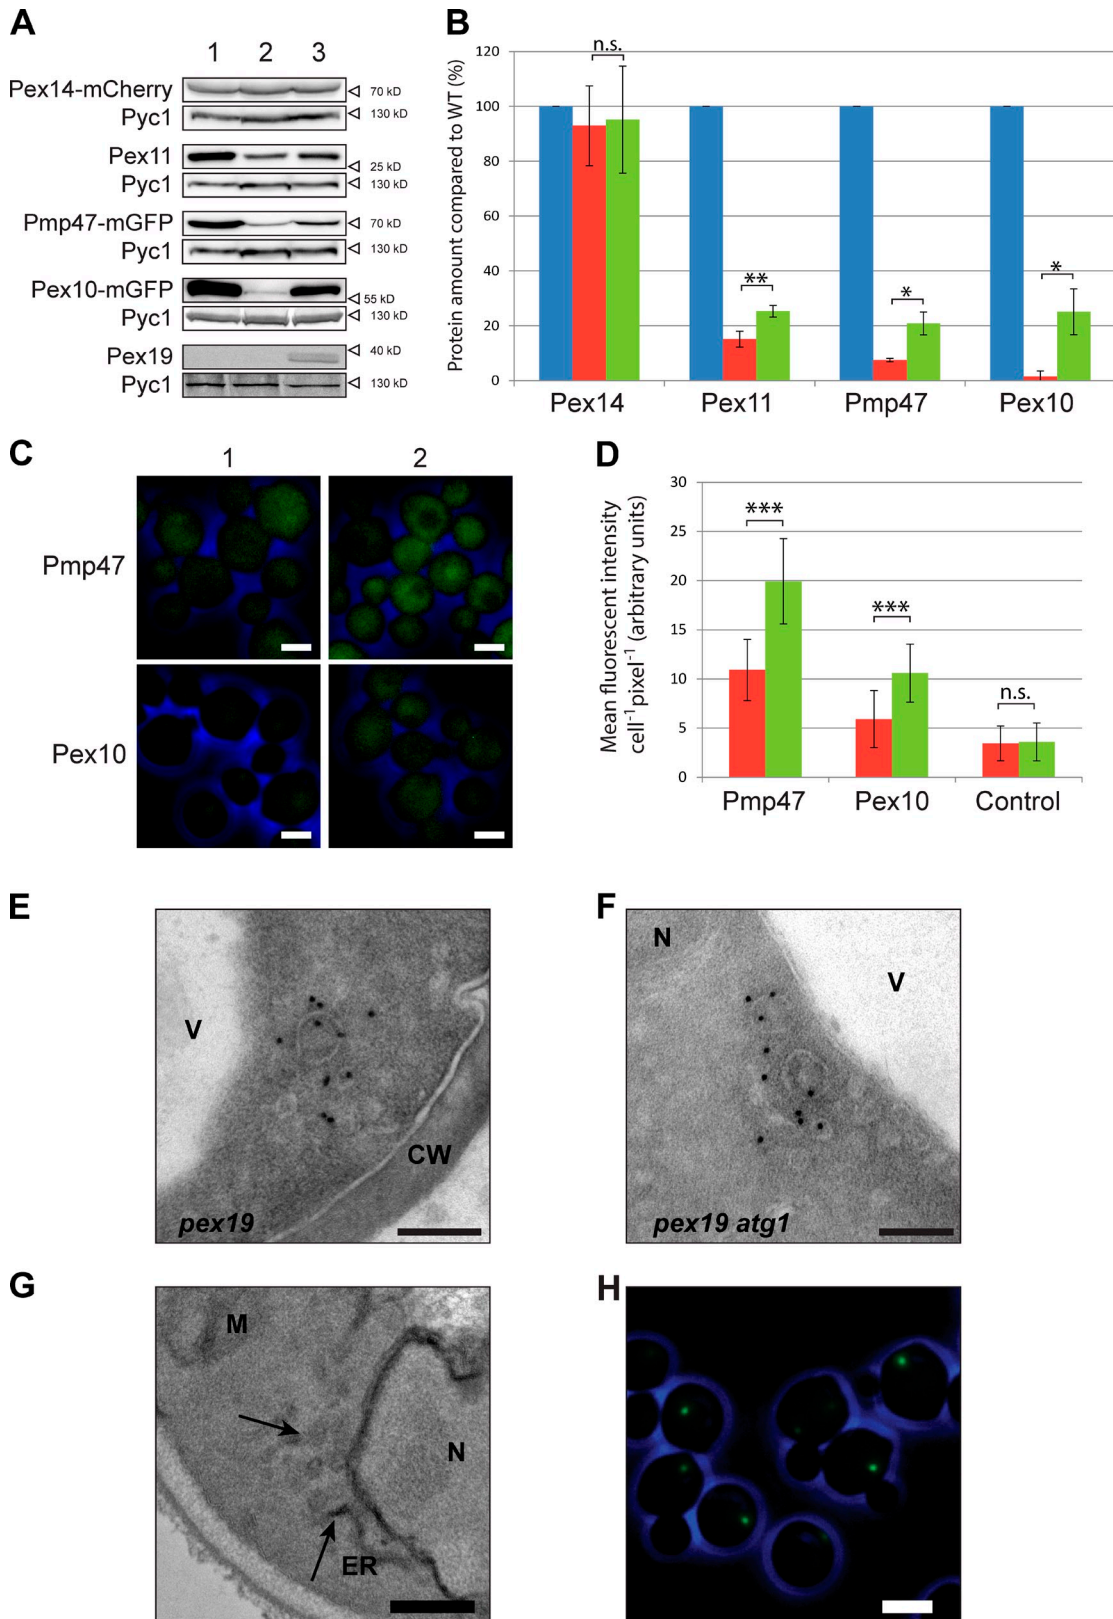 A
1 2 3
Pex14-mCherry
70 kD
Pyc1
130 kD
Pex11
25 kD
Pyc1
130 kD
Pmp47-mGFP
70 kD
Pyc1
130 kD
Pex10-mGFP
55 kD
Pyc1
130 kD
Pex19
40 kD
Pyc1
130 kD
B
Protein amount compared to WT (%)
120
100
80
60
40
20
0
n.s.
**
*
*
Pex14
Pex11
Pmp47
Pex10
C
1
2
Pmp47
Pex10
D
Mean fluorescent intensity
cell-1pixel-1 (arbitrary units)
30
25
20
15
10
5
0
***
***
n.s.
Pmp47
Pex10
Control
E
V
CW
pex19
F
N
V
pex19 atg1
G
M
N
ER
H